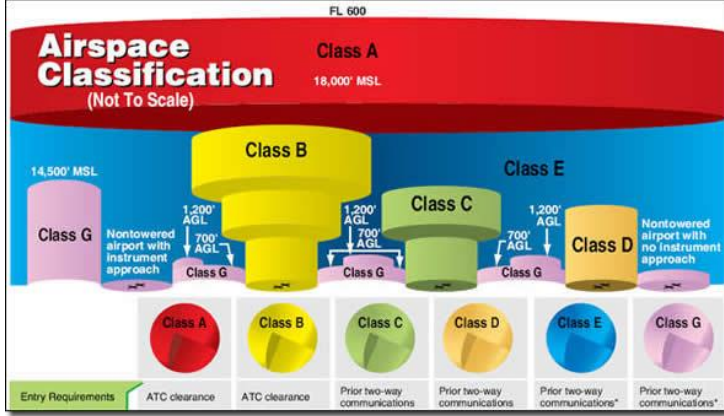 FL 600
Airspace
Classification
(Not To Scale)
Class A
18,000' MSL
Class B
Class E
14,500' MSL
Class C
1,200'
AGL
1,200'
AGL
1,200'
AGL
Class G
Nontowered
airport with
instrument
approach
700'
AGL
700'
AGL
700'
AGL
Class D
Nontowered
airport with
no instrument
approach
Class G
Class G
Class G
Class A
Class B
Class C
Class D
Class E
Class G
Entry Requirements
ATC clearance
ATC clearance
Prior two-way
communications
Prior two-way
communications
Prior two-way
communications*
Prior two-way
communications*